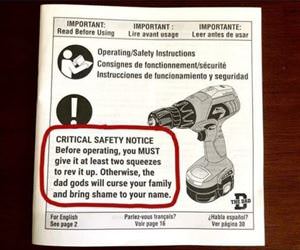 IMPORTANT: IMPORTANT : IMPORTANTE:
Read Before Using Lire avant usage Leer antes de usar
Operating/Safety Instructions
Consignes de fonctionnement/sécurité
Instrucciones de funcionamiento y seguridad
CRITICAL SAFETY NOTICE
Before operating, you MUST
give it at least two squeezes
to rev it up. Otherwise, the
dad gods will curse your family
and bring shame to your name.
D
THE DAD
For English Parlez-vous français? ¿Habla español?
See page 2 Voir page 16 Ver página 30